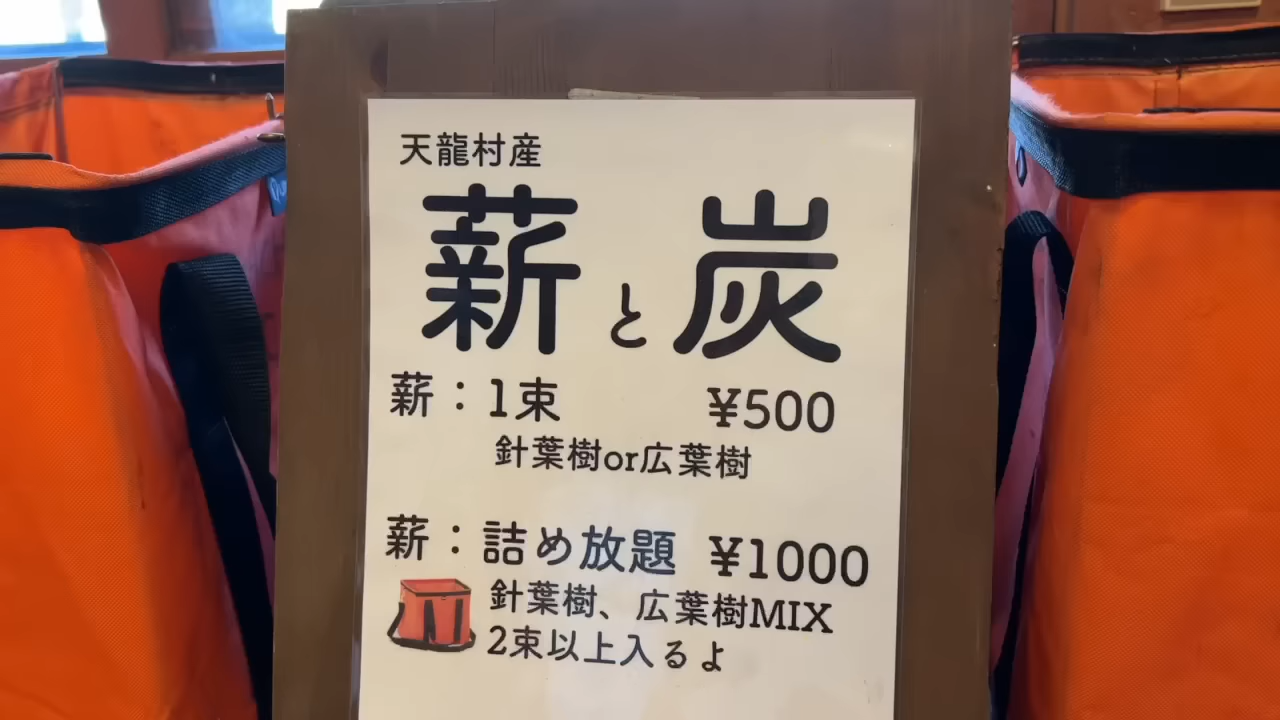 天龍村産
薪と炭
薪：1束 ¥500
針葉樹or広葉樹
薪：詰め放題 ¥1000
針葉樹、広葉樹MIX
2束以上入るよ